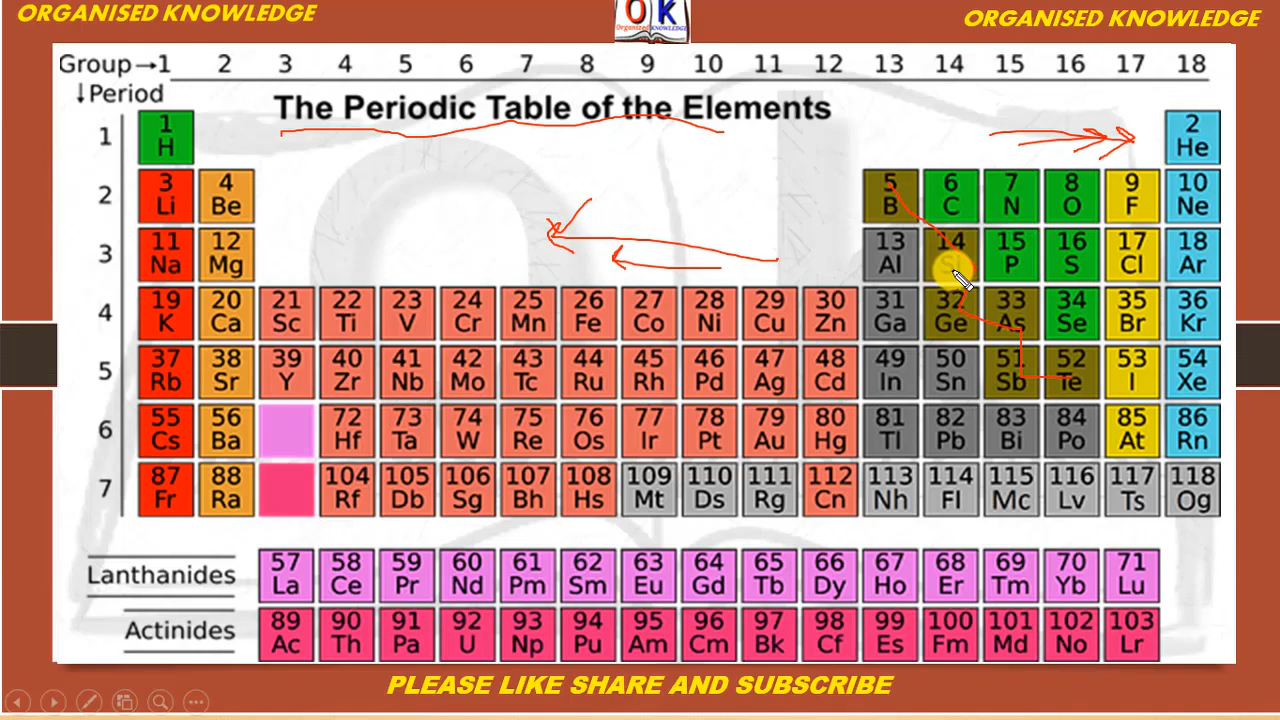 ORGANISED KNOWLEDGE
OK
Organized KNOWLEDGE
ORGANISED KNOWLEDGE
Group →1 2 3 4 5 6 7 8 9 10 11 12 13 14 15 16 17 18
↓Period
The Periodic Table of the Elements
1 1 2
H He
2 3 4 5 6 7 8 9 10
Li Be B C N O F Ne
3 11 12 13 14 15 16 17 18
Na Mg Al Si P S Cl Ar
4 19 20 21 22 23 24 25 26 27 28 29 30 31 32 33 34 35 36
K Ca Sc Ti V Cr Mn Fe Co Ni Cu Zn Ga Ge As Se Br Kr
5 37 38 39 40 41 42 43 44 45 46 47 48 49 50 51 52 53 54
Rb Sr Y Zr Nb Mo Tc Ru Rh Pd Ag Cd In Sn Sb Te I Xe
6 55 56 72 73 74 75 76 77 78 79 80 81 82 83 84 85 86
Cs Ba Hf Ta W Re Os Ir Pt Au Hg Tl Pb Bi Po At Rn
7 87 88 104 105 106 107 108 109 110 111 112 113 114 115 116 117 118
Fr Ra Rf Db Sg Bh Hs Mt Ds Rg Cn Nh Fl Mc Lv Ts Og
Lanthanides 57 58 59 60 61 62 63 64 65 66 67 68 69 70 71
La Ce Pr Nd Pm Sm Eu Gd Tb Dy Ho Er Tm Yb Lu
Actinides 89 90 91 92 93 94 95 96 97 98 99 100 101 102 103
Ac Th Pa U Np Pu Am Cm Bk Cf Es Fm Md No Lr
PLEASE LIKE SHARE AND SUBSCRIBE